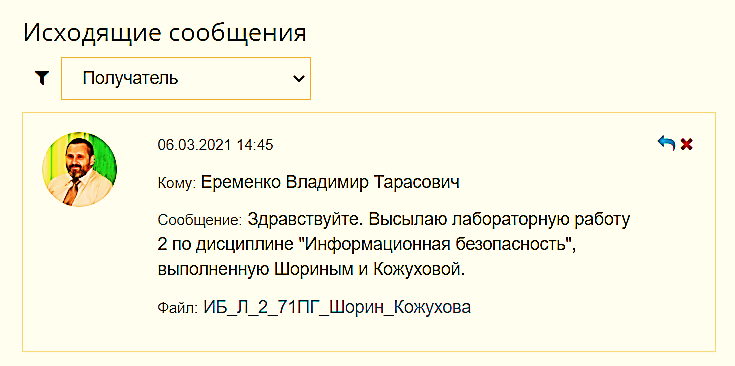 Исходящие сообщения
Получатель
06.03.2021 14:45
Кому: Еременко Владимир Тарасович
Сообщение: Здравствуйте. Высылаю лабораторную работу
2 по дисциплине "Информационная безопасность",
выполненную Шориным и Кожуховой.
Файл: ИБ_Л_2_71ПГ_Шорин_Кожухова